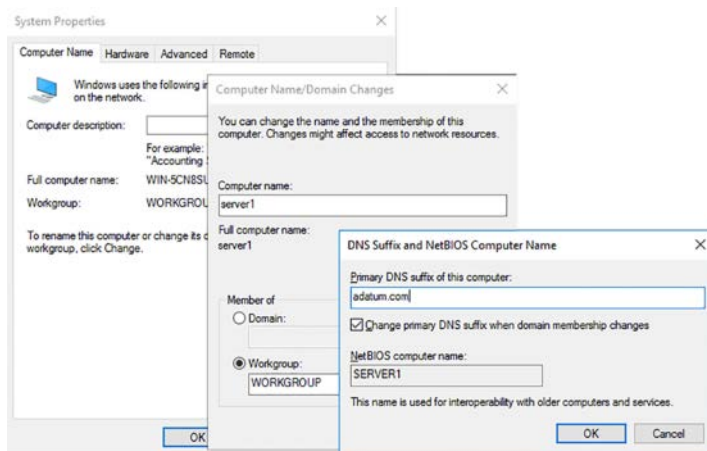 System Properties
Computer Name Hardware Advanced Remote
Windows uses the following
on the network.
Computer description:
For example:
"Accounting
Full computer name: WIN-5CN8SU
Workgroup: WORKGROU
To rename this computer or change its
workgroup, click Change.
OK
Computer Name/Domain Changes
You can change the name and the membership of this
computer. Changes might affect access to network resources.
Computer name:
server1
Full computer name:
server1
Member of
Domain:
Workgroup:
WORKGROUP
DNS Suffix and NetBIOS Computer Name
Primary DNS suffix of this computer:
adatum.com
Change primary DNS suffix when domain membership changes
NetBIOS computer name:
SERVER1
This name is used for interoperability with older computers and services.
OK Cancel